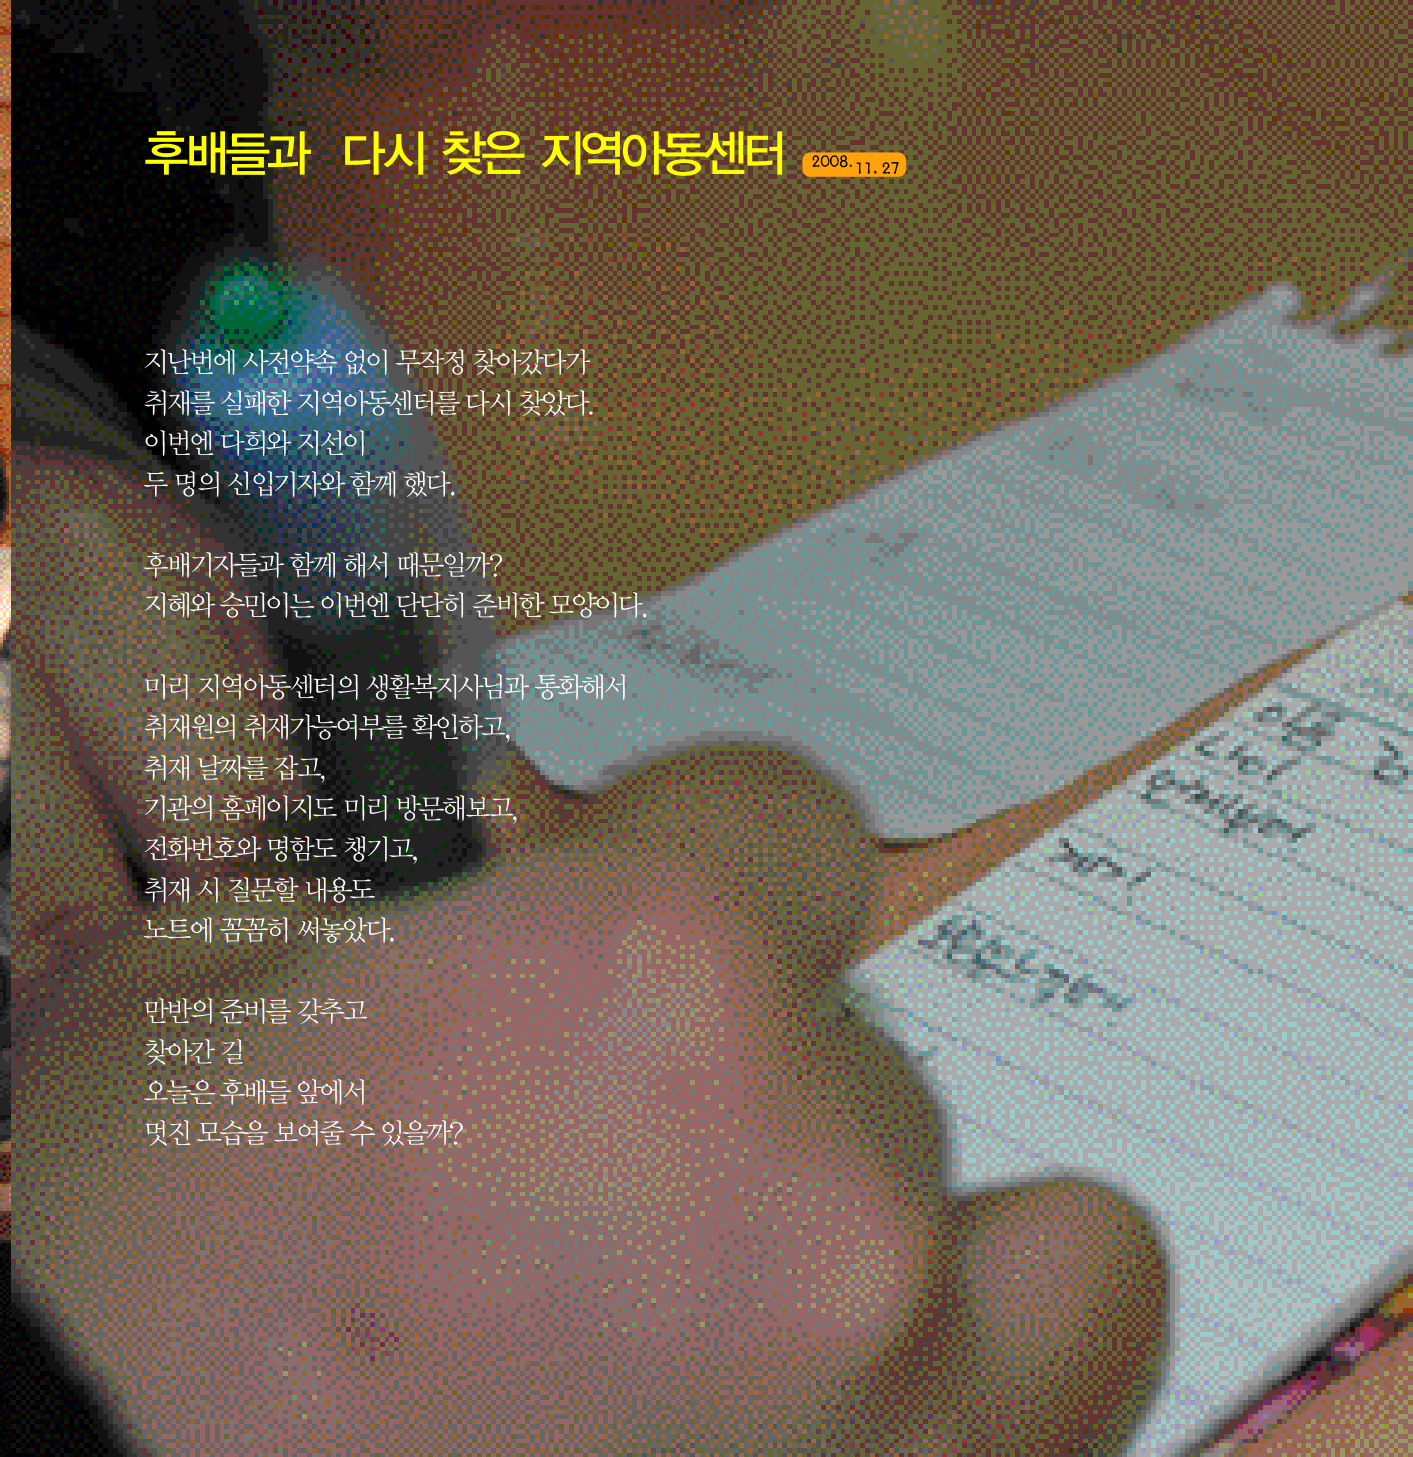 후배들과 다시 찾은 지역아동센터 2008. 11. 27
지난번에 사전약속 없이 무작정 찾아갔다가
취재를 실패한 지역아동센터를 다시 찾았다.
이번엔 다희와 지선이
두 명의 신입기자와 함께 했다.
후배기자들과 함께 해서 때문일까?
지혜와 승민이는 이번엔 단단히 준비한 모양이다.
미리 지역아동센터의 생활복지사님과 통화해서
취재원의 취재가능여부를 확인하고,
취재 날짜를 잡고,
기관의 홈페이지도 미리 방문해보고,
전화번호와 명함도 챙기고,
취재 시 질문할 내용도
노트에 꼼꼼히 써놓았다.
만반의 준비를 갖추고
찾아간 길
오늘은 후배들 앞에서
멋진 모습을 보여줄 수 있을까?